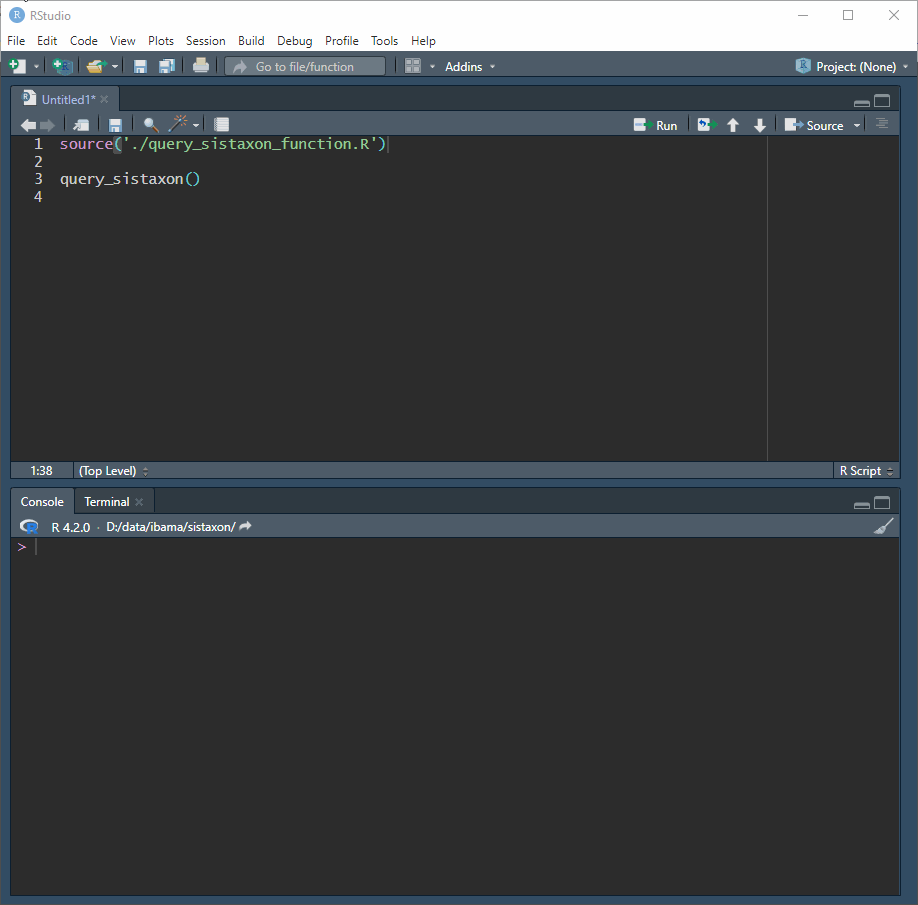 RStudio
File Edit Code View Plots Session Build Debug Profile Tools Help
Go to file/function Addins Project: (None)
Untitled1*
Run Source
1 source('./query_sistaxon_function.R')
2
3 query_sistaxon()
4
1:38 (Top Level) R Script
Console Terminal
R 4.2.0 · D:/data/ibama/sistaxon/
>